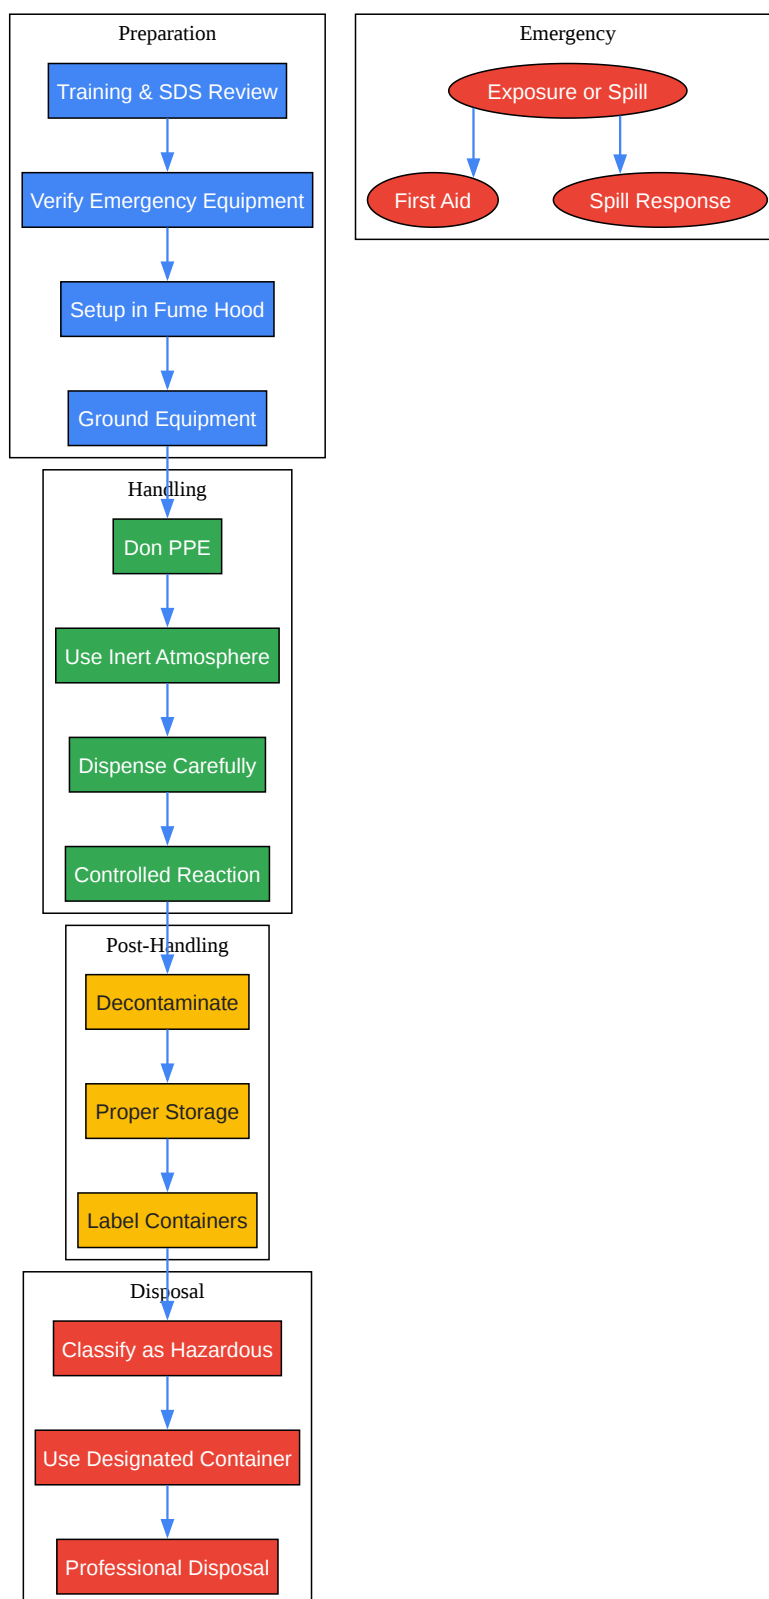 Preparation
Training & SDS Review
Verify Emergency Equipment
Setup in Fume Hood
Ground Equipment
Handling
Don PPE
Use Inert Atmosphere
Dispense Carefully
Controlled Reaction
Post-Handling
Decontaminate
Proper Storage
Label Containers
Disposal
Classify as Hazardous
Use Designated Container
Professional Disposal
Emergency
Exposure or Spill
First Aid
Spill Response